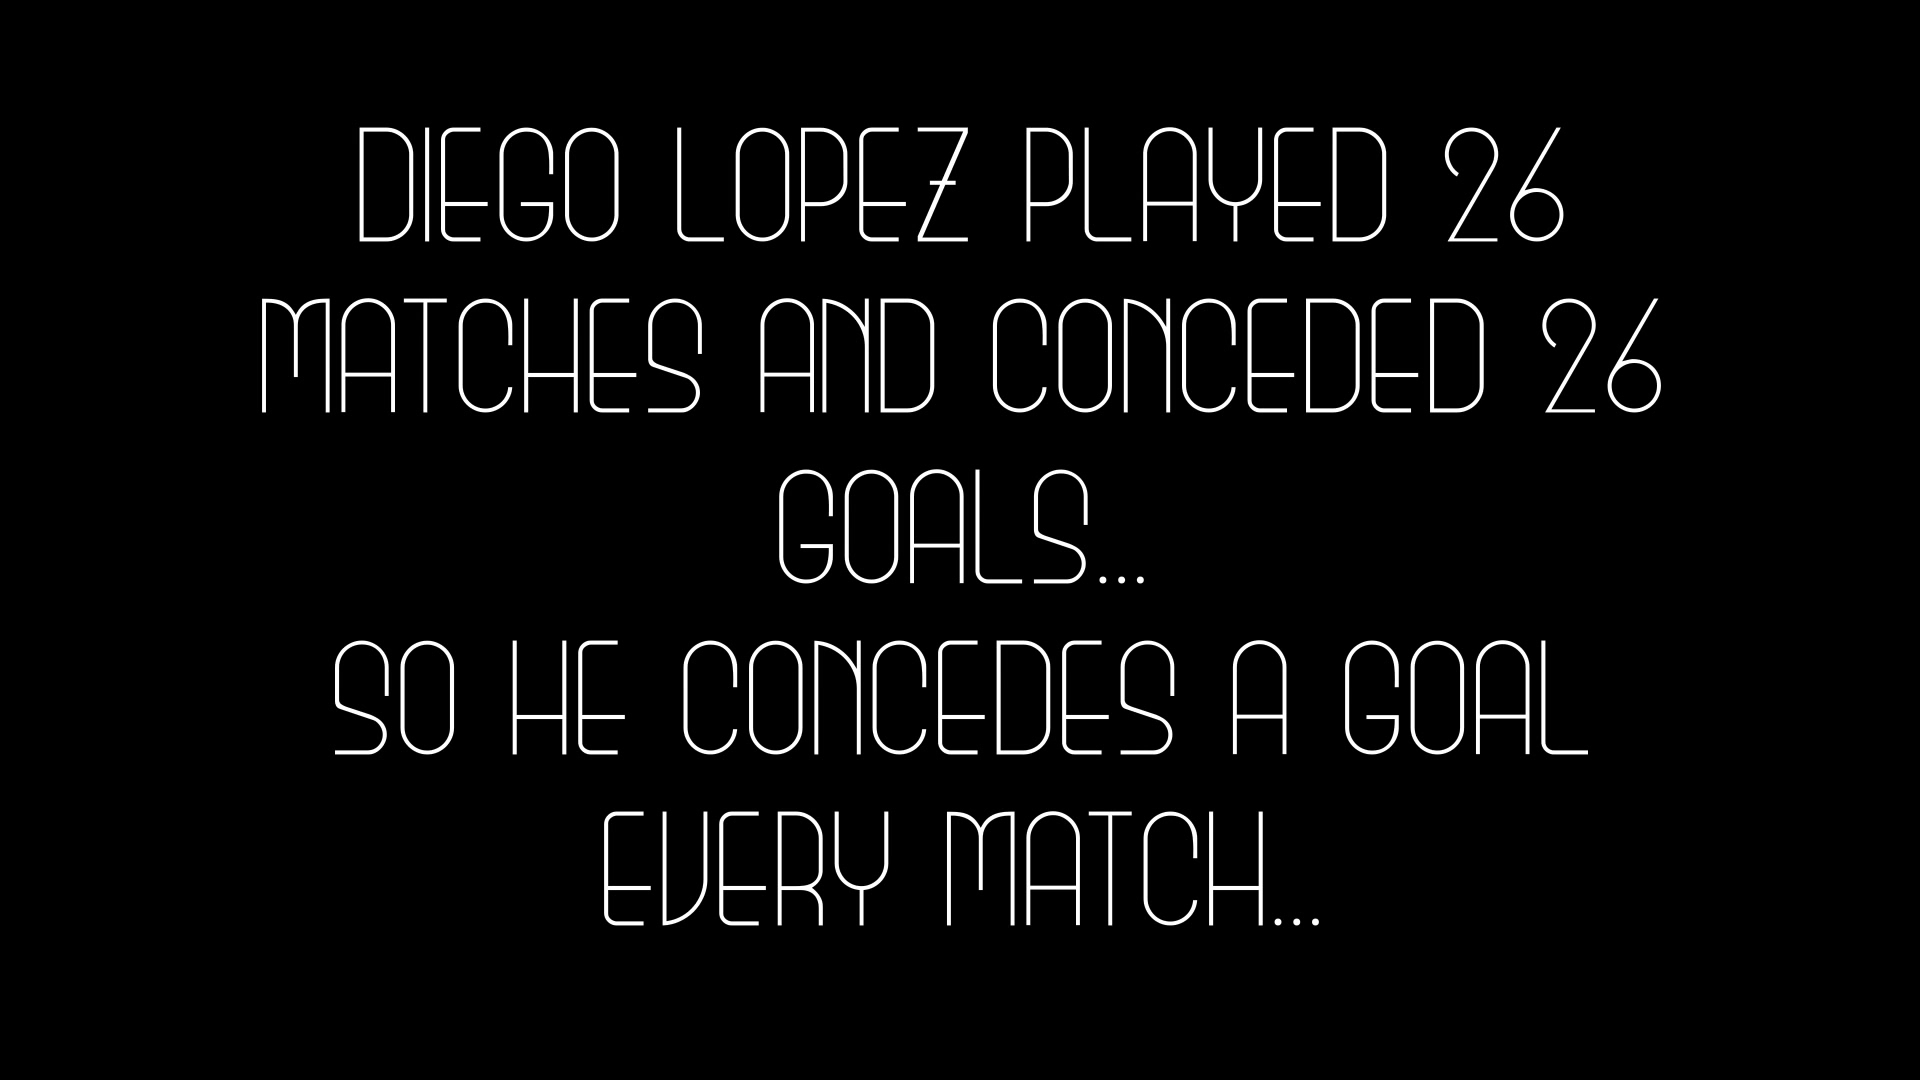 DIEGO LOPEZ PLAYED 26
MATCHES AND CONCEDED 26
GOALS...
SO HE CONCEDES A GOAL
EVERY MATCH...